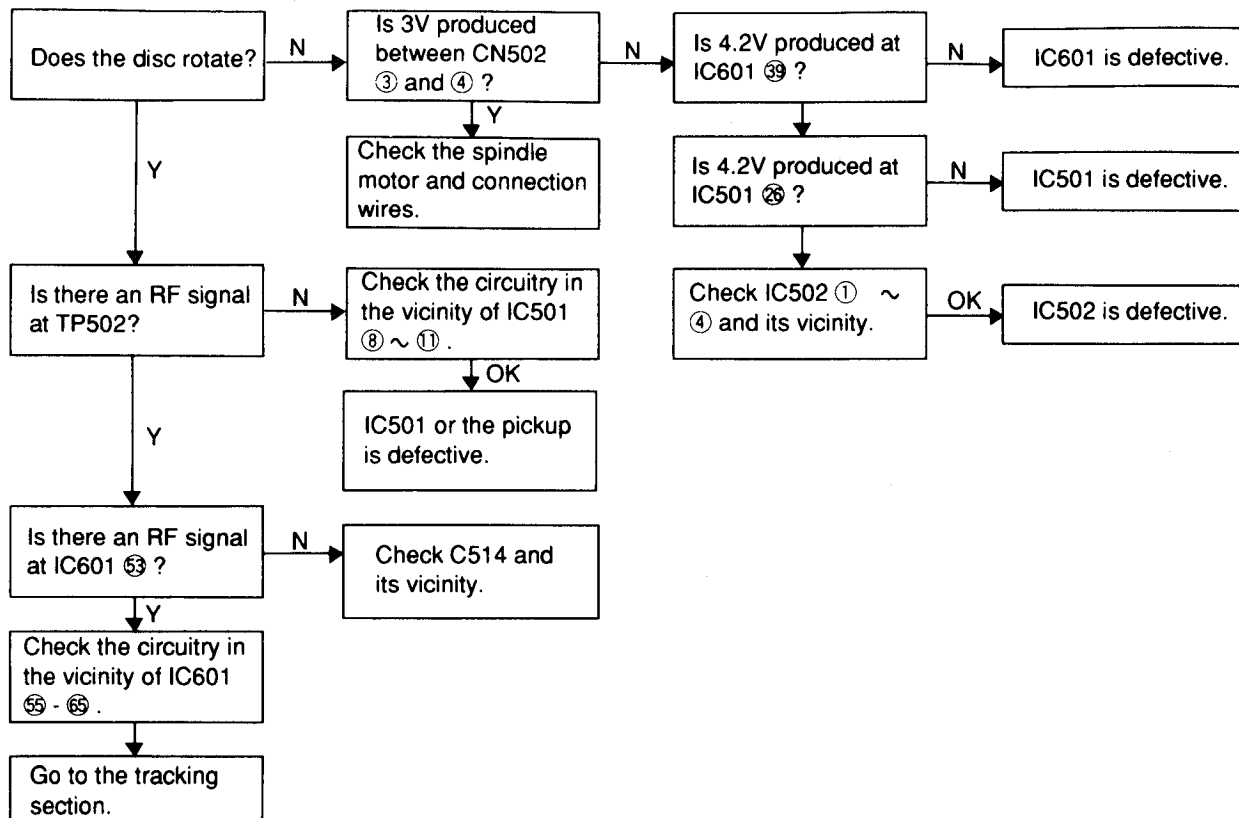 Does the disc rotate?
N
Is 3V produced
between CN502
③ and ④ ?
N
Is 4.2V produced at
IC601 ㊴ ?
N
IC601 is defective.
Y
Check the spindle
motor and connection
wires.
Is 4.2V produced at
IC501 ㉖ ?
N
IC501 is defective.
Y
Is there an RF signal
at TP502?
N
Check the circuitry in
the vicinity of IC501
⑧ ~ ⑪ .
Check IC502 ① ~
④ and its vicinity.
OK
IC502 is defective.
OK
IC501 or the pickup
is defective.
Y
Is there an RF signal
at IC601 53 ?
N
Check C514 and
its vicinity.
Y
Check the circuitry in
the vicinity of IC601
55 - 65 .
Go to the tracking
section.